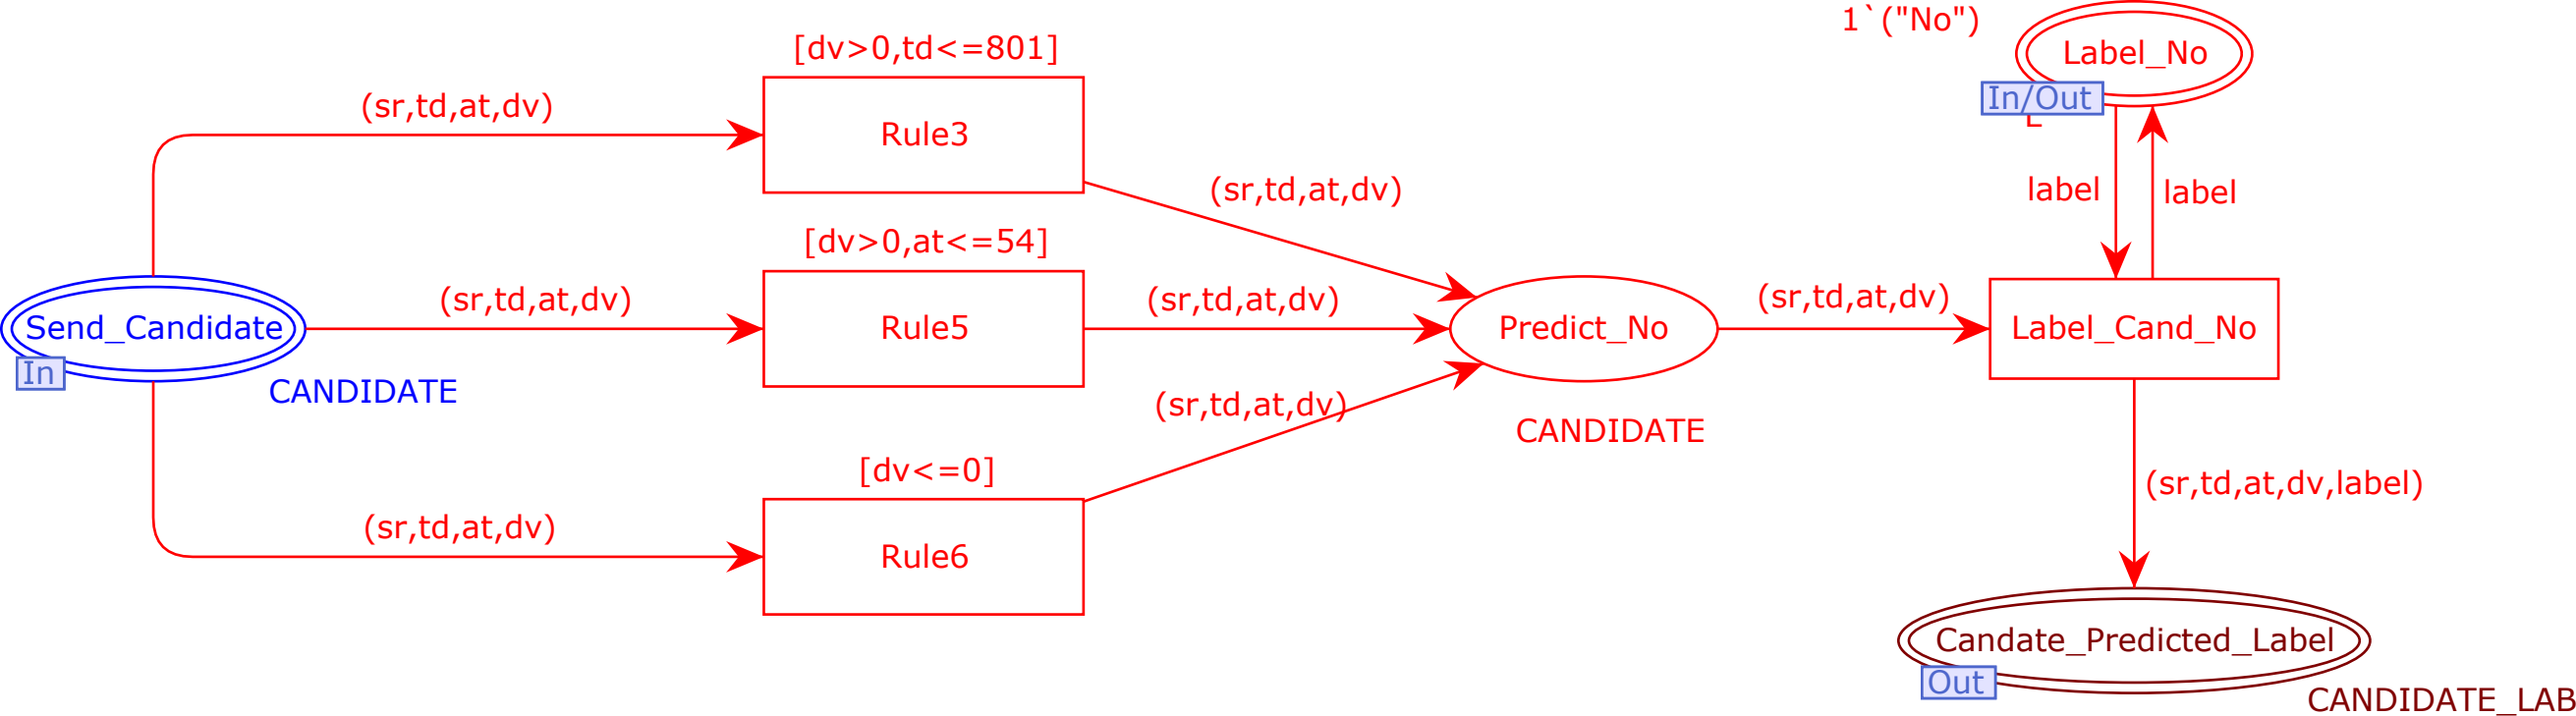 1`("No")
Label_No
In/Out
L
[dv>0,td<=801]
(sr,td,at,dv)
Rule3
(sr,td,at,dv)
label
label
[dv>0,at<=54]
(sr,td,at,dv)
Rule5
(sr,td,at,dv)
Send_Candidate
In
CANDIDATE
Predict_No
CANDIDATE
(sr,td,at,dv)
Label_Cand_No
(sr,td,at,dv)
[dv<=0]
(sr,td,at,dv)
Rule6
(sr,td,at,dv,label)
Candate_Predicted_Label
Out
CANDIDATE_LAB